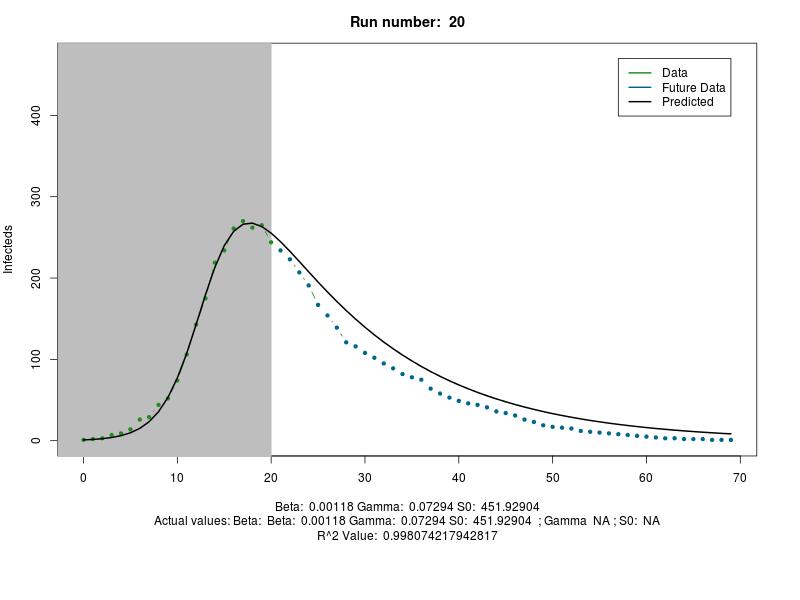 Run number: 20
Data
Future Data
Predicted
Infecteds
400
300
200
100
0
0 10 20 30 40 50 60 70
Beta: 0.00118 Gamma: 0.07294 S0: 451.92904
Actual values: Beta: Beta: 0.00118 Gamma: 0.07294 S0: 451.92904 ; Gamma NA ; S0: NA
R^2 Value: 0.998074217942817